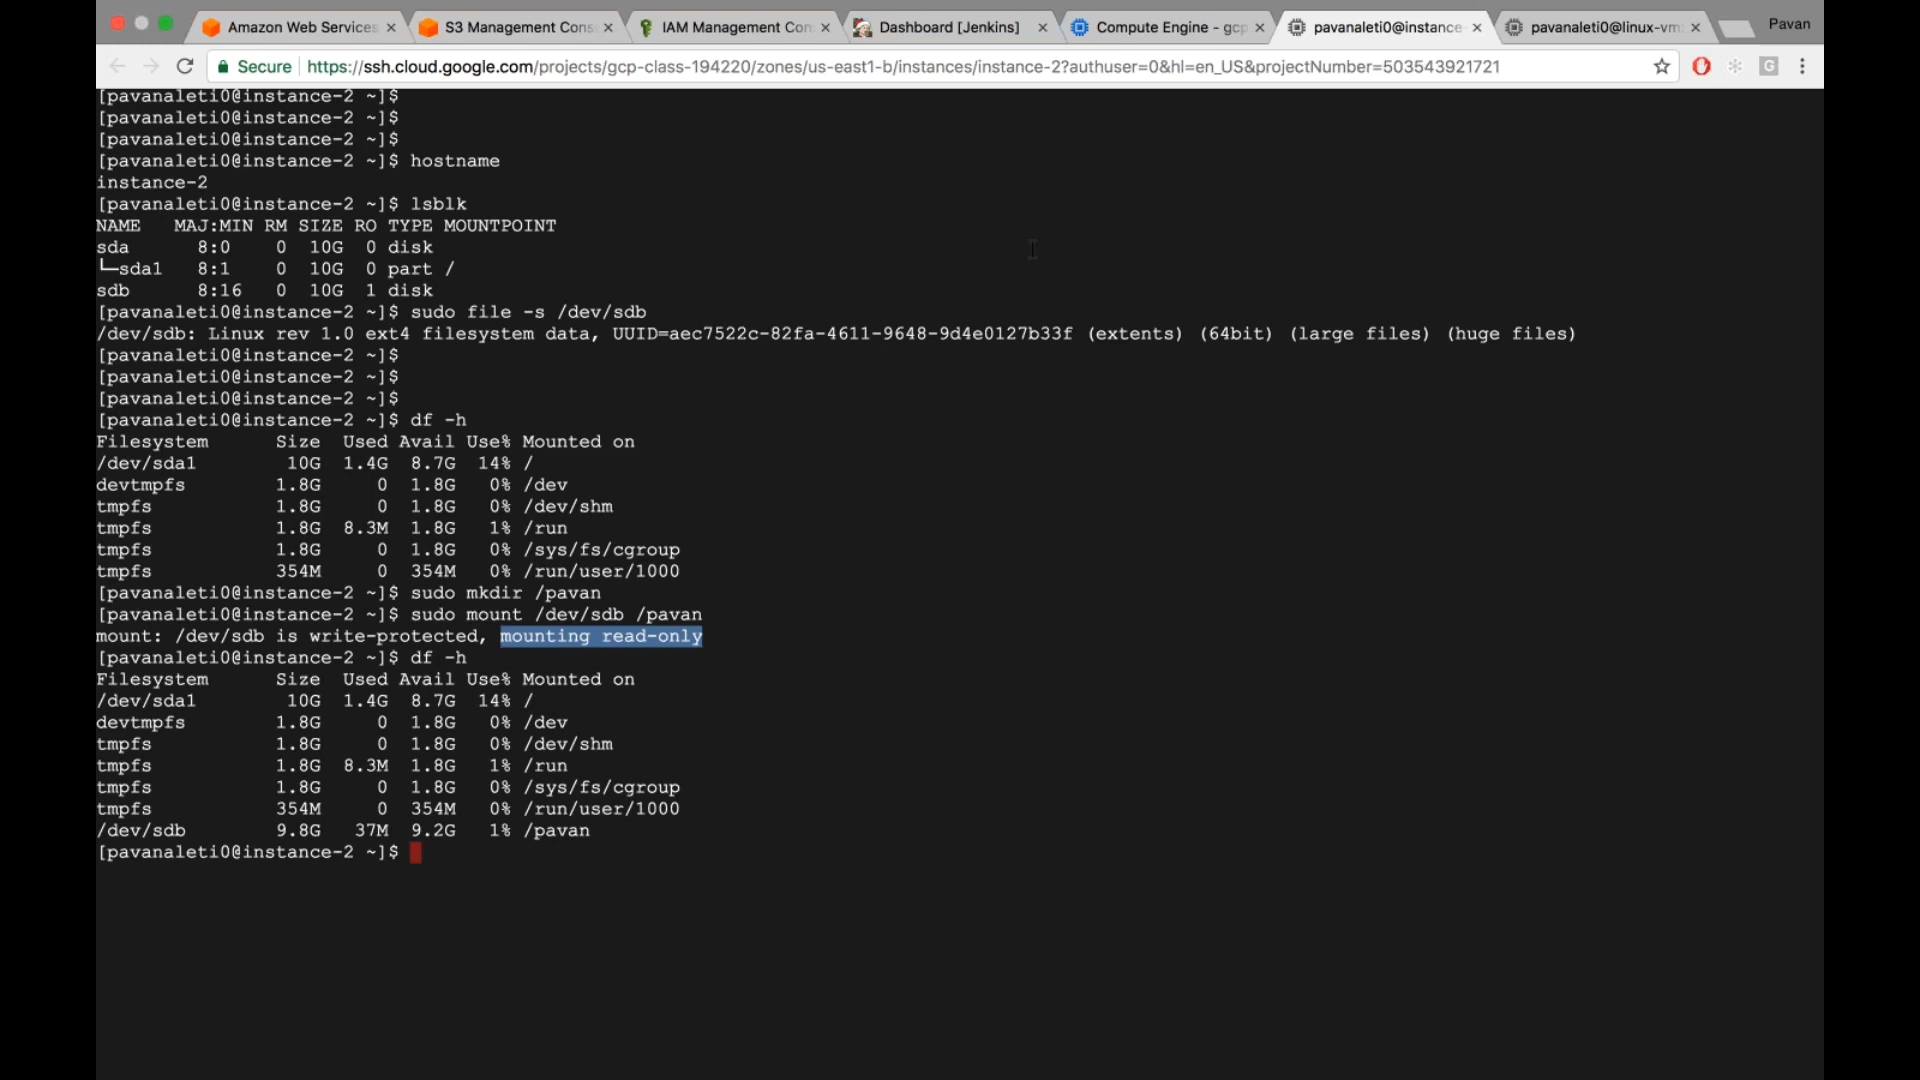 Amazon Web Services
S3 Management Cons
IAM Management Con
Dashboard [Jenkins]
Compute Engine - gcp
pavanaleti0@instance-
pavanaleti0@linux-vm
Pavan
Secure https://ssh.cloud.google.com/projects/gcp-class-194220/zones/us-east1-b/instances/instance-2?authuser=0&hl=en_US&projectNumber=503543921721
[pavanaleti0@instance-2 ~]$
[pavanaleti0@instance-2 ~]$
[pavanaleti0@instance-2 ~]$
[pavanaleti0@instance-2 ~]$ hostname
instance-2
[pavanaleti0@instance-2 ~]$ lsblk
NAME   MAJ:MIN RM SIZE RO TYPE MOUNTPOINT
sda      8:0    0  10G  0 disk
└─sda1   8:1    0  10G  0 part /
sdb      8:16   0  10G  1 disk
[pavanaleti0@instance-2 ~]$ sudo file -s /dev/sdb
/dev/sdb: Linux rev 1.0 ext4 filesystem data, UUID=aec7522c-82fa-4611-9648-9d4e0127b33f (extents) (64bit) (large files) (huge files)
[pavanaleti0@instance-2 ~]$
[pavanaleti0@instance-2 ~]$
[pavanaleti0@instance-2 ~]$
[pavanaleti0@instance-2 ~]$ df -h
Filesystem      Size  Used Avail Use% Mounted on
/dev/sda1        10G  1.4G  8.7G  14% /
devtmpfs        1.8G     0  1.8G   0% /dev
tmpfs           1.8G     0  1.8G   0% /dev/shm
tmpfs           1.8G  8.3M  1.8G   1% /run
tmpfs           1.8G     0  1.8G   0% /sys/fs/cgroup
tmpfs           354M     0  354M   0% /run/user/1000
[pavanaleti0@instance-2 ~]$ sudo mkdir /pavan
[pavanaleti0@instance-2 ~]$ sudo mount /dev/sdb /pavan
mount: /dev/sdb is write-protected, mounting read-only
[pavanaleti0@instance-2 ~]$ df -h
Filesystem      Size  Used Avail Use% Mounted on
/dev/sda1        10G  1.4G  8.7G  14% /
devtmpfs        1.8G     0  1.8G   0% /dev
tmpfs           1.8G     0  1.8G   0% /dev/shm
tmpfs           1.8G  8.3M  1.8G   1% /run
tmpfs           1.8G     0  1.8G   0% /sys/fs/cgroup
tmpfs           354M     0  354M   0% /run/user/1000
/dev/sdb        9.8G   37M  9.2G   1% /pavan
[pavanaleti0@instance-2 ~]$